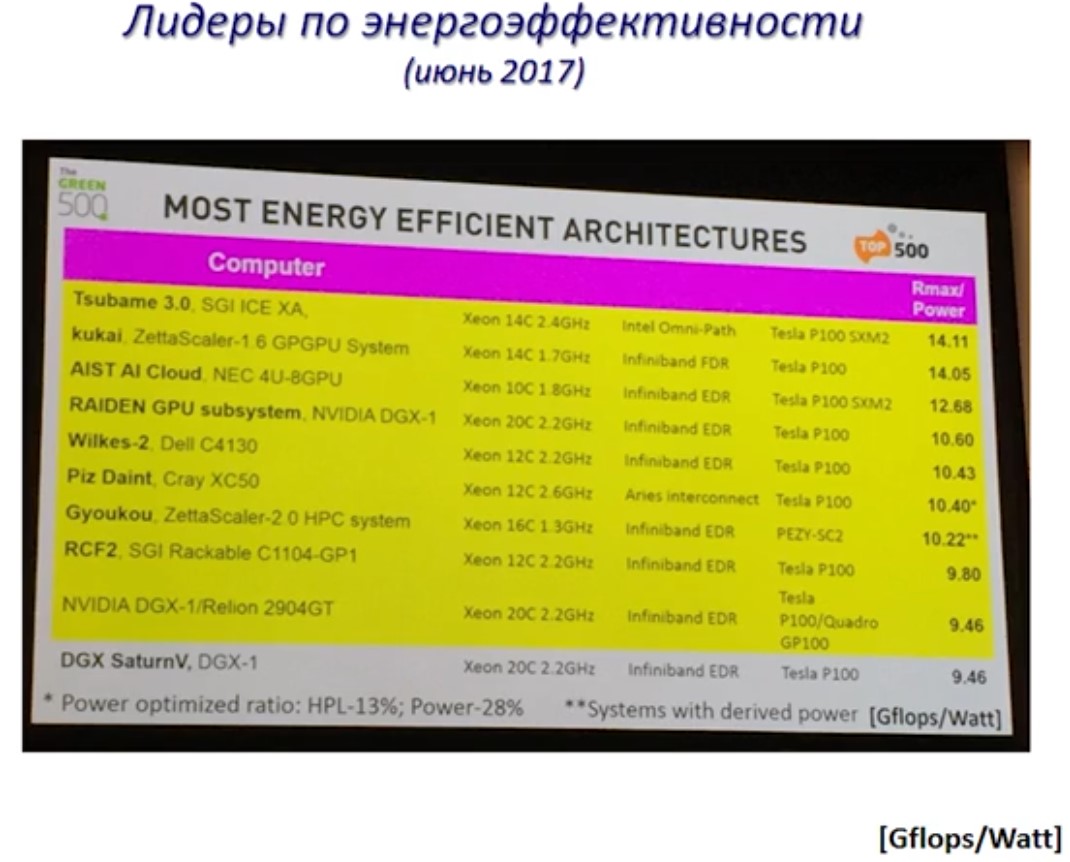 Лидеры по энергоэффективности
(июнь 2017)
The
GREEN
500
MOST ENERGY EFFICIENT ARCHITECTURES
TOP 500
Computer Rmax/
Power
Tsubame 3.0, SGI ICE XA, Xeon 14C 2.4GHz Intel Omni-Path Tesla P100 SXM2 14.11
kukai, ZettaScaler-1.6 GPGPU System Xeon 14C 1.7GHz Infiniband FDR Tesla P100 14.05
AIST AI Cloud, NEC 4U-8GPU Xeon 10C 1.8GHz Infiniband EDR Tesla P100 SXM2 12.68
RAIDEN GPU subsystem, NVIDIA DGX-1 Xeon 20C 2.2GHz Infiniband EDR Tesla P100 10.60
Wilkes-2, Dell C4130 Xeon 12C 2.2GHz Infiniband EDR Tesla P100 10.43
Piz Daint, Cray XC50 Xeon 12C 2.6GHz Aries interconnect Tesla P100 10.40*
Gyoukou, ZettaScaler-2.0 HPC system Xeon 16C 1.3GHz Infiniband EDR PEZY-SC2 10.22**
RCF2, SGI Rackable C1104-GP1 Xeon 12C 2.2GHz Infiniband EDR Tesla P100 9.80
NVIDIA DGX-1/Relion 2904GT Xeon 20C 2.2GHz Infiniband EDR Tesla
P100/Quadro
GP100 9.46
DGX SaturnV, DGX-1 Xeon 20C 2.2GHz Infiniband EDR Tesla P100 9.46
* Power optimized ratio: HPL-13%; Power-28% **Systems with derived power [Gflops/Watt]
[Gflops/Watt]